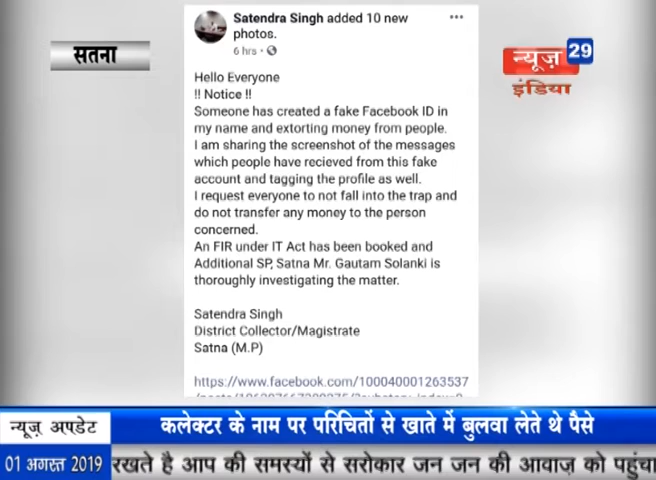 सतना
Satendra Singh added 10 new
photos.
6 hrs •
न्यूज़ 29
इंडिया
Hello Everyone
!! Notice !!
Someone has created a fake Facebook ID in
my name and extorting money from people.
I am sharing the screenshot of the messages
which people have recieved from this fake
account and tagging the profile as well.
I request everyone to not fall into the trap and
do not transfer any money to the person
concerned.
An FIR under IT Act has been booked and
Additional SP, Satna Mr. Gautam Solanki is
thoroughly investigating the matter.
Satendra Singh
District Collector/Magistrate
Satna (M.P)
https://www.facebook.com/100040001263537
न्यूज़ अपडेट
कलेक्टर के नाम पर परिचितों से खाते में बुलवा लेते थे पैसे
01 अगस्त 2019
रखते है आप की समस्यों से सरोकार जन जन की आवाज़ को पहुंचा